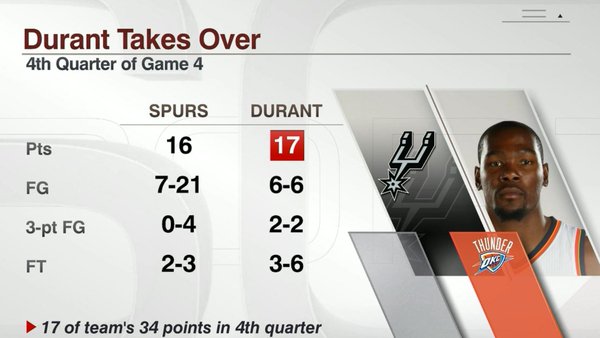 Durant Takes Over
4th Quarter of Game 4
SPURS DURANT
Pts 16 17
FG 7-21 6-6
3-pt FG 0-4 2-2
FT 2-3 3-6
THUNDER
OKC
17 of team's 34 points in 4th quarter